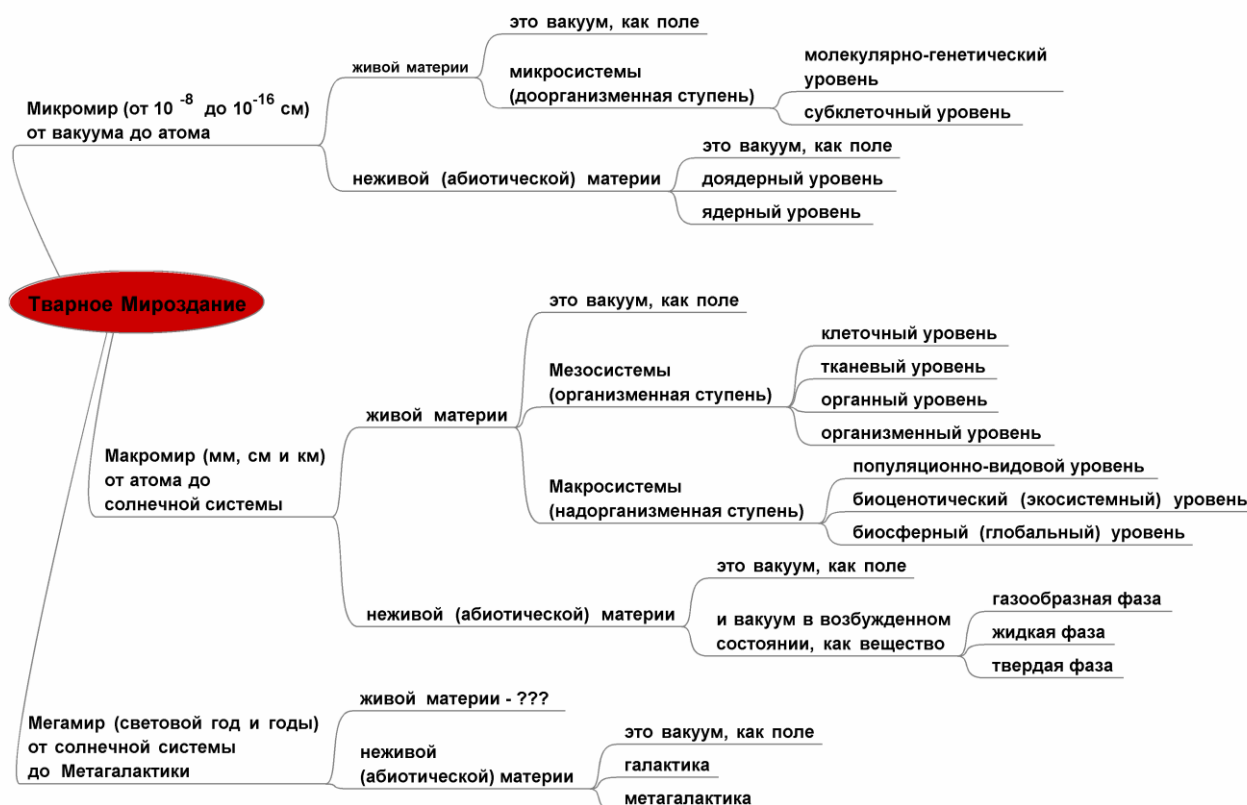 это вакуум, как поле
живой материи
микросистемы
(доорганизменная ступень)
молекулярно-генетический
уровень
субклеточный уровень
Микромир (от 10 -8 до 10 -16 см)
от вакуума до атома
это вакуум, как поле
неживой (абиотической) материи
доядерный уровень
ядерный уровень
Тварное Мироздание
это вакуум, как поле
клеточный уровень
Мезосистемы
(организменная ступень)
тканевый уровень
органный уровень
организменный уровень
живой материи
Макромир (мм, см и км)
от атома до
солнечной системы
популяционно-видовой уровень
Макросистемы
(надорганизменная ступень)
биоценотический (экосистемный) уровень
биосферный (глобальный) уровень
это вакуум, как поле
неживой (абиотической) материи
и вакуум в возбужденном
состоянии, как вещество
газообразная фаза
жидкая фаза
твердая фаза
живой материи - ???
Мегамир (световой год и годы)
от солнечной системы
до Метагалактики
неживой
(абиотической) материи
это вакуум, как поле
галактика
метагалактика